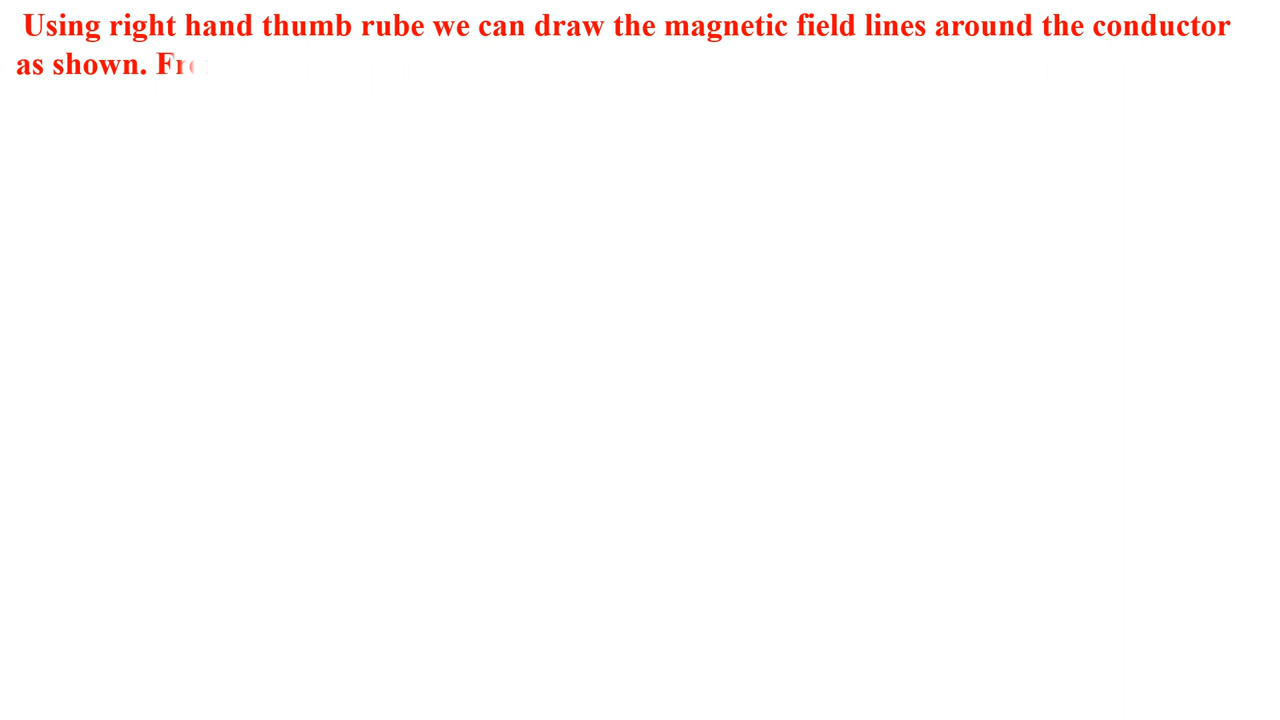 Using right hand thumb rube we can draw the magnetic field lines around the conductor
as shown.